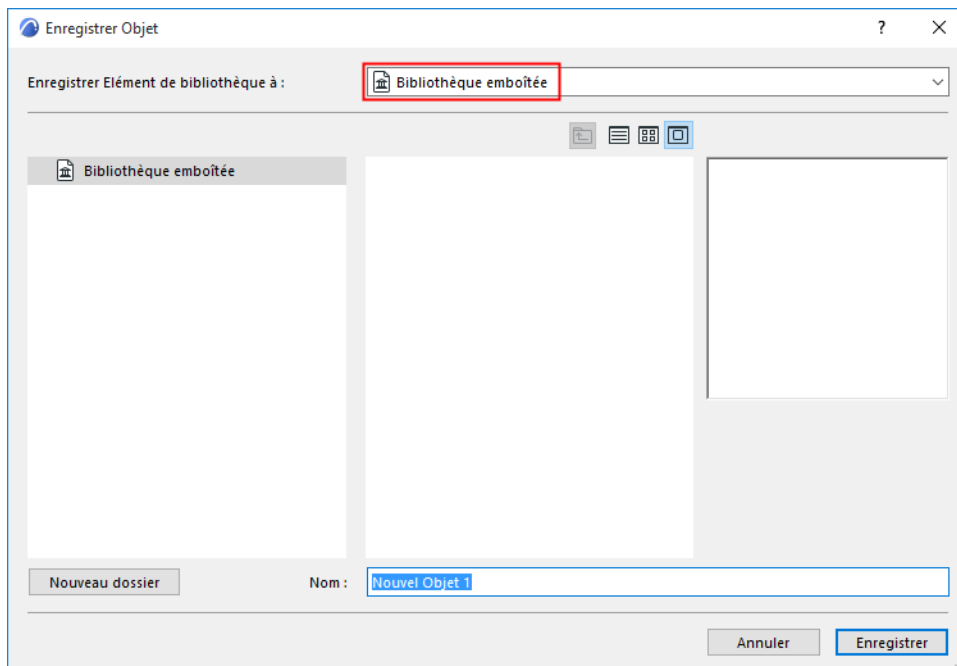 Enregistrer Objet
?
Enregistrer Elément de bibliothèque à :
Bibliothèque emboîtée
Bibliothèque emboîtée
Nouveau dossier
Nom :
Nouvel Objet 1
Annuler
Enregistrer